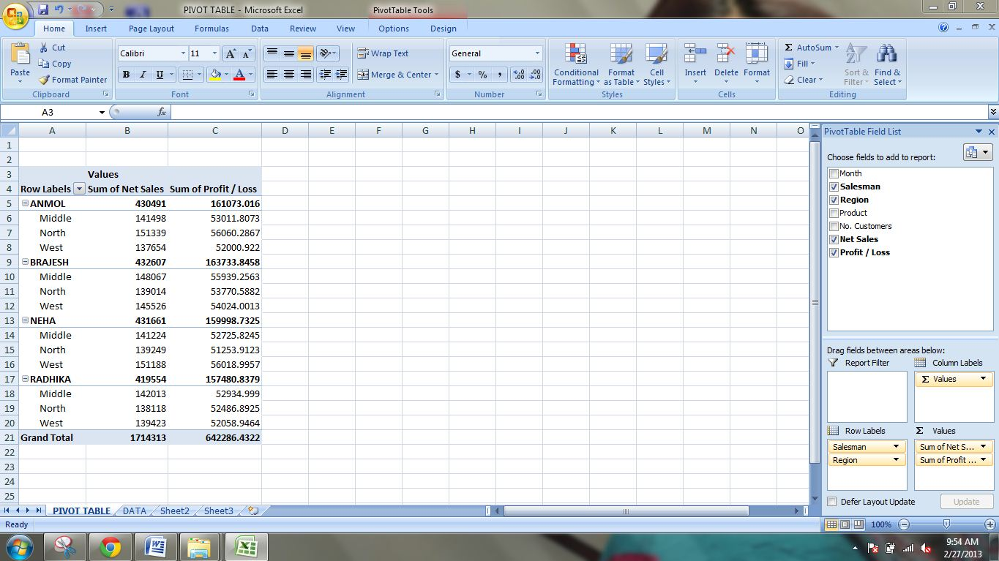 PIVOT TABLE - Microsoft Excel PivotTable Tools
Home Insert Page Layout Formulas Data Review View Options Design
Paste Cut Copy Format Painter Clipboard
Calibri 11 A A B I U A Font
Wrap Text Merge & Center Alignment
General $ % , .0 .00 .00 .0 Number
Conditional Formatting Format as Table Cell Styles Styles
Insert Delete Format Cells
Σ AutoSum Fill Clear Sort & Filter Find & Select Editing
A3 fx
A B C D E F G H I J K L M N O
1
2
3 Values
4 Row Labels Sum of Net Sales Sum of Profit / Loss
5 ANMOL 430491 161073.016
6 Middle 141498 53011.8073
7 North 151339 56060.2867
8 West 137654 52000.922
9 BRAJESH 432607 163733.8458
10 Middle 148067 55939.2563
11 North 139014 53770.5882
12 West 145526 54024.0013
13 NEHA 431661 159998.7325
14 Middle 141224 52725.8245
15 North 139249 51253.9123
16 West 151188 56018.9957
17 RADHIKA 419554 157480.8379
18 Middle 142013 52934.999
19 North 138118 52486.8925
20 West 139423 52058.9464
21 Grand Total 1714313 642286.4322
22
23
24
25
PivotTable Field List
Choose fields to add to report:
Month
Salesman
Region
Product
No. Customers
Net Sales
Profit / Loss
Drag fields between areas below:
Report Filter Column Labels
Σ Values
Row Labels Σ Values
Salesman Sum of Net S...
Region Sum of Profit ...
Defer Layout Update Update
PIVOT TABLE DATA Sheet2 Sheet3
Ready 100%
9:54 AM
2/27/2013